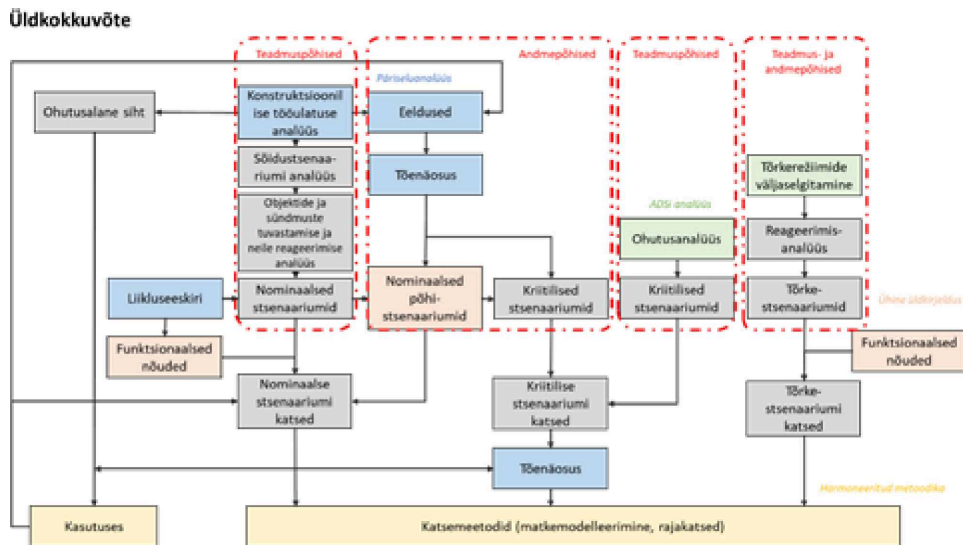 Üldkokkuvõte
Teadmuspõhised
Andmepõhised
Teadmuspõhised
Teadmus- ja
andmepõhised
Päriseluanalüüs
Ohutusalane siht
Konstruktsioonil
ise tööulatuse
analüüs
Eeldused
Sõidustsenaa-
riumi analüüs
Tõenäosus
Tõrkerežiimide
väljaselgitamine
Objektide ja
sündmuste
tuvastamise ja
neile reageerimise
analüüs
ADSi analüüs
Ohutusanalüüs
Reageerimis-
analüüs
Liikluseeskiri
Nominaalsed
stsenaariumid
Nominaalsed
põhi-
stsenaariumid
Kriitilised
stsenaariumid
Kriitilised
stsenaariumid
Tõrke-
stsenaariumid
Ühine üldkirjeldus
Funktsionaalsed
nõuded
Funktsionaalsed
nõuded
Nominaalse
stsenaariumi
katsed
Kriitilise
stsenaariumi
katsed
Tõrke-
stsenaariumi
katsed
Tõenäosus
Harmoneeritud metoodika
Kasutuses
Katsemeetodid (matkemodelleerimine, rajakatsed)